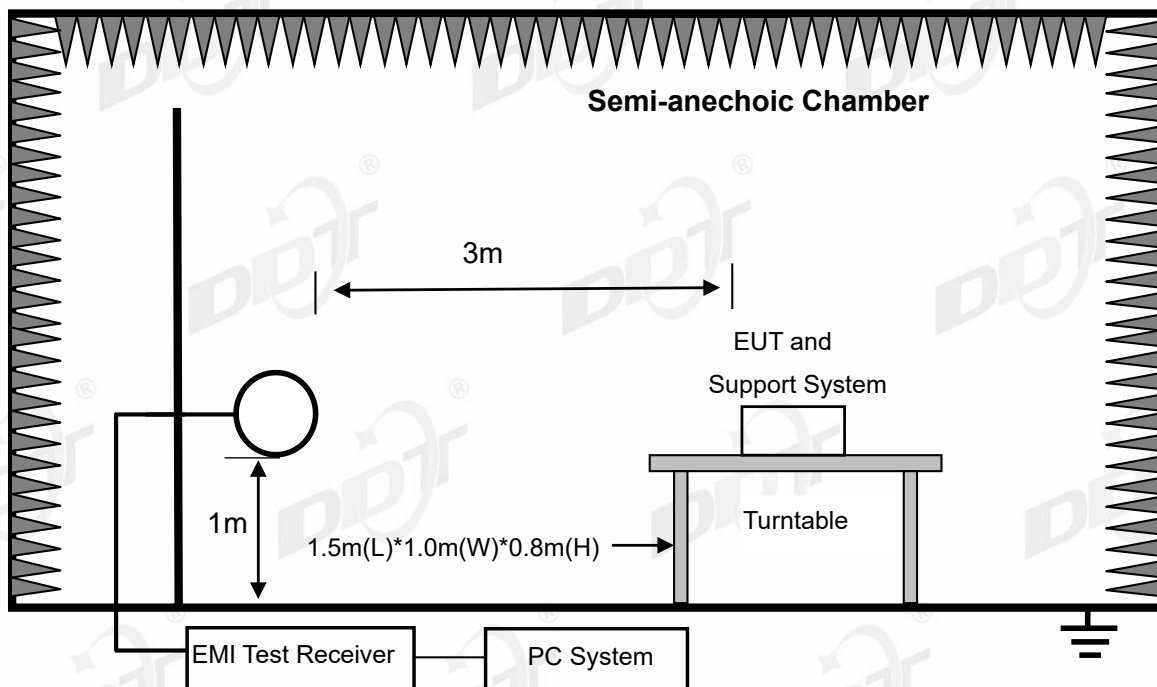 Semi-anechoic Chamber
3m
EUT and
Support System
1m
Turntable
1.5m(L)*1.0m(W)*0.8m(H)
EMI Test Receiver
PC System
DDT
®